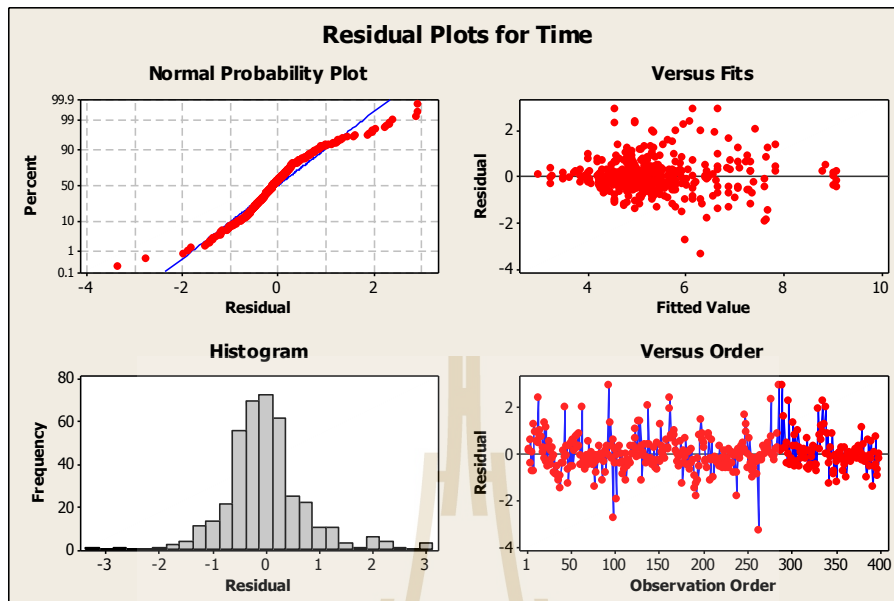 Residual Plots for Time
Normal Probability Plot
99.9
99
90
50
10
1
0.1
Percent
-4 -2 0 2
Residual
Versus Fits
2
0
-2
-4
Residual
4 6 8 10
Fitted Value
Histogram
80
60
40
20
0
Frequency
-3 -2 -1 0 1 2 3
Residual
Versus Order
2
0
-2
-4
Residual
1 50 100 150 200 250 300 350 400
Observation Order